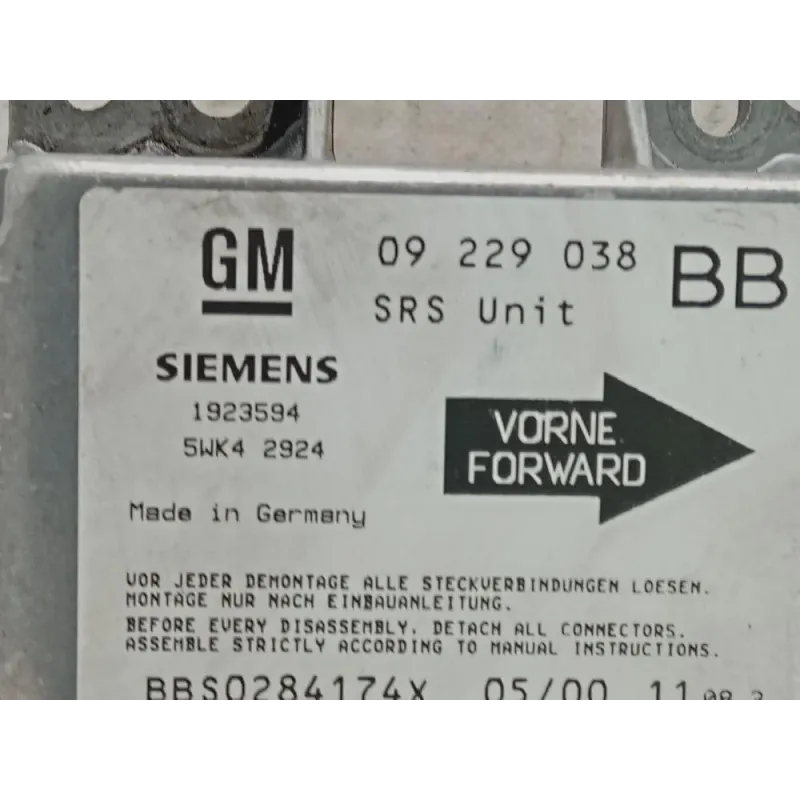 GM 09 229 038 BB
SRS Unit
SIEMENS
1923594
5WK4 2924
VORNE
FORWARD
Made in Germany
VOR JEDER DEMONTAGE ALLE STECKVERBINDUNGEN LOESEN.
MONTAGE NUR NACH EINBAUANLEITUNG.
BEFORE EVERY DISASSEMBLY, DETACH ALL CONNECTORS.
ASSEMBLE STRICTLY ACCORDING TO MANUAL INSTRUCTIONS.
BBS0284174X 05/00 11